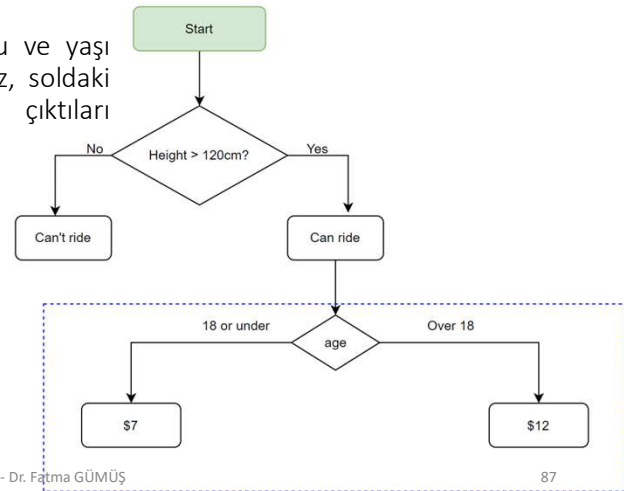 u ve yaşı
z, soldaki
çıktıları
Start
Height > 120cm?
No
Yes
Can't ride
Can ride
18 or under
age
Over 18
$7
$12
- Dr. Fatma GÜMÜŞ
87